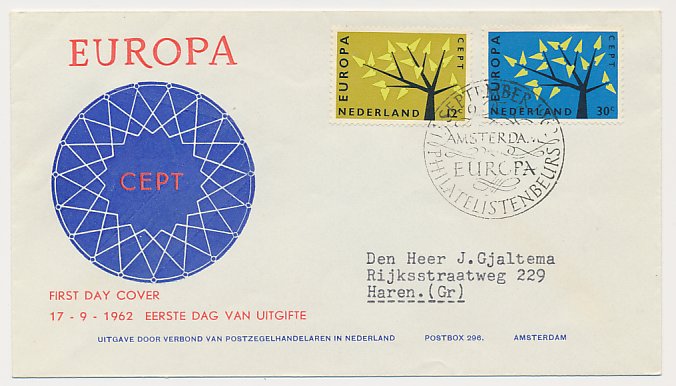 EUROPA
CEPT
FIRST DAY COVER
17 - 9 - 1962 EERSTE DAG VAN UITGIFTE
EUROPA
CEPT
NEDERLAND 12c
EUROPA
CEPT
NEDERLAND 30c
SEPTEMBER
AMSTERDA
EUROPA
PHILATELISTENBEURS
Den Heer J.Gjaltema
Rijksstraatweg 229
Haren.(Gr)
UITGAVE DOOR VERBOND VAN POSTZEGELHANDELAREN IN NEDERLAND POSTBOX 296. AMSTERDAM